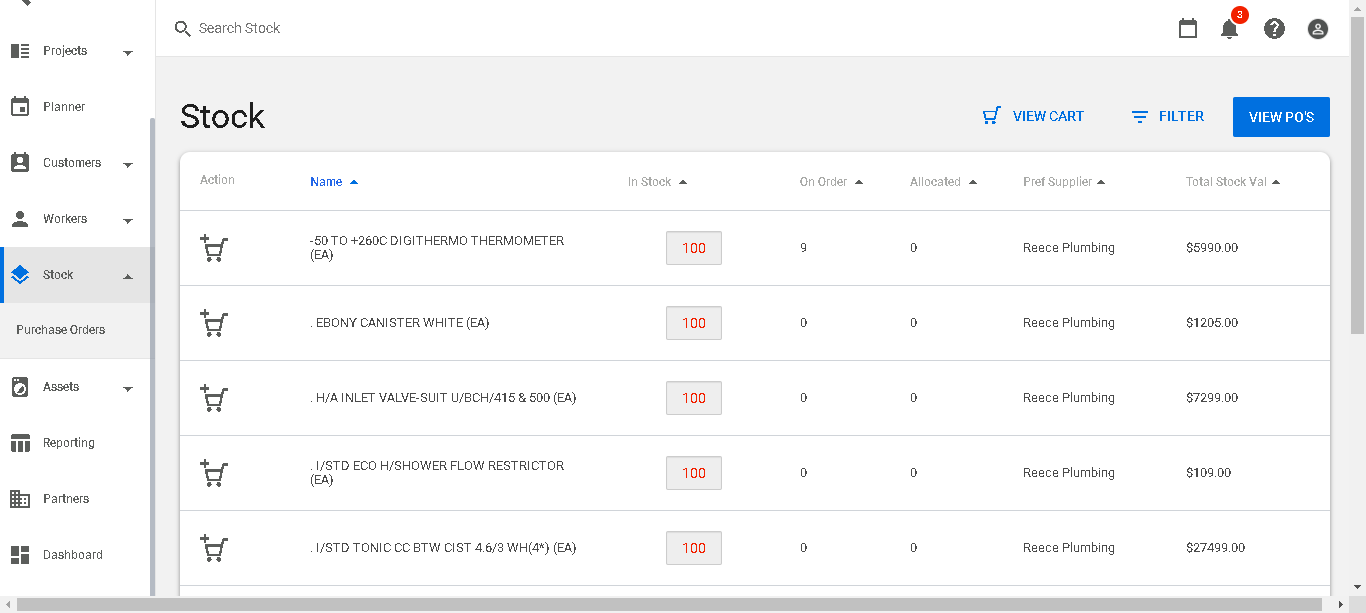 Search Stock
3
Projects
Planner
Customers
Workers
Stock
Purchase Orders
Assets
Reporting
Partners
Dashboard
Stock
VIEW CART
FILTER
VIEW PO'S
Action Name In Stock On Order Allocated Pref Supplier Total Stock Val
-50 TO +260C DIGITHERMO THERMOMETER
(EA)
100 9 0 Reece Plumbing $5990.00
. EBONY CANISTER WHITE (EA) 100 0 0 Reece Plumbing $1205.00
. H/A INLET VALVE-SUIT U/BCH/415 & 500 (EA) 100 0 0 Reece Plumbing $7299.00
. I/STD ECO H/SHOWER FLOW RESTRICTOR
(EA)
100 0 0 Reece Plumbing $109.00
. I/STD TONIC CC BTW CIST 4.6/3 WH(4*) (EA) 100 0 0 Reece Plumbing $27499.00